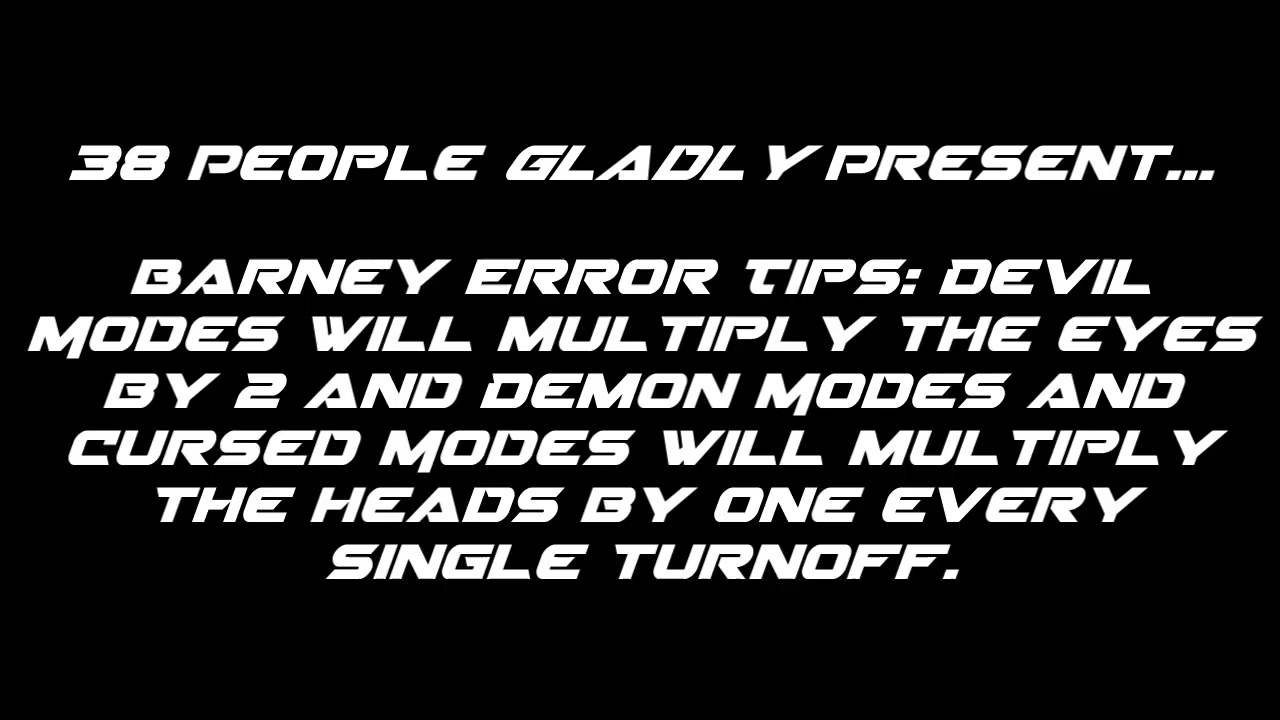 38 PEOPLE GLADLY PRESENT...
BARNEY ERROR TIPS: DEVIL
MODES WILL MULTIPLY THE EYES
BY 2 AND DEMON MODES AND
CURSED MODES WILL MULTIPLY
THE HEADS BY ONE EVERY
SINGLE TURNOFF.